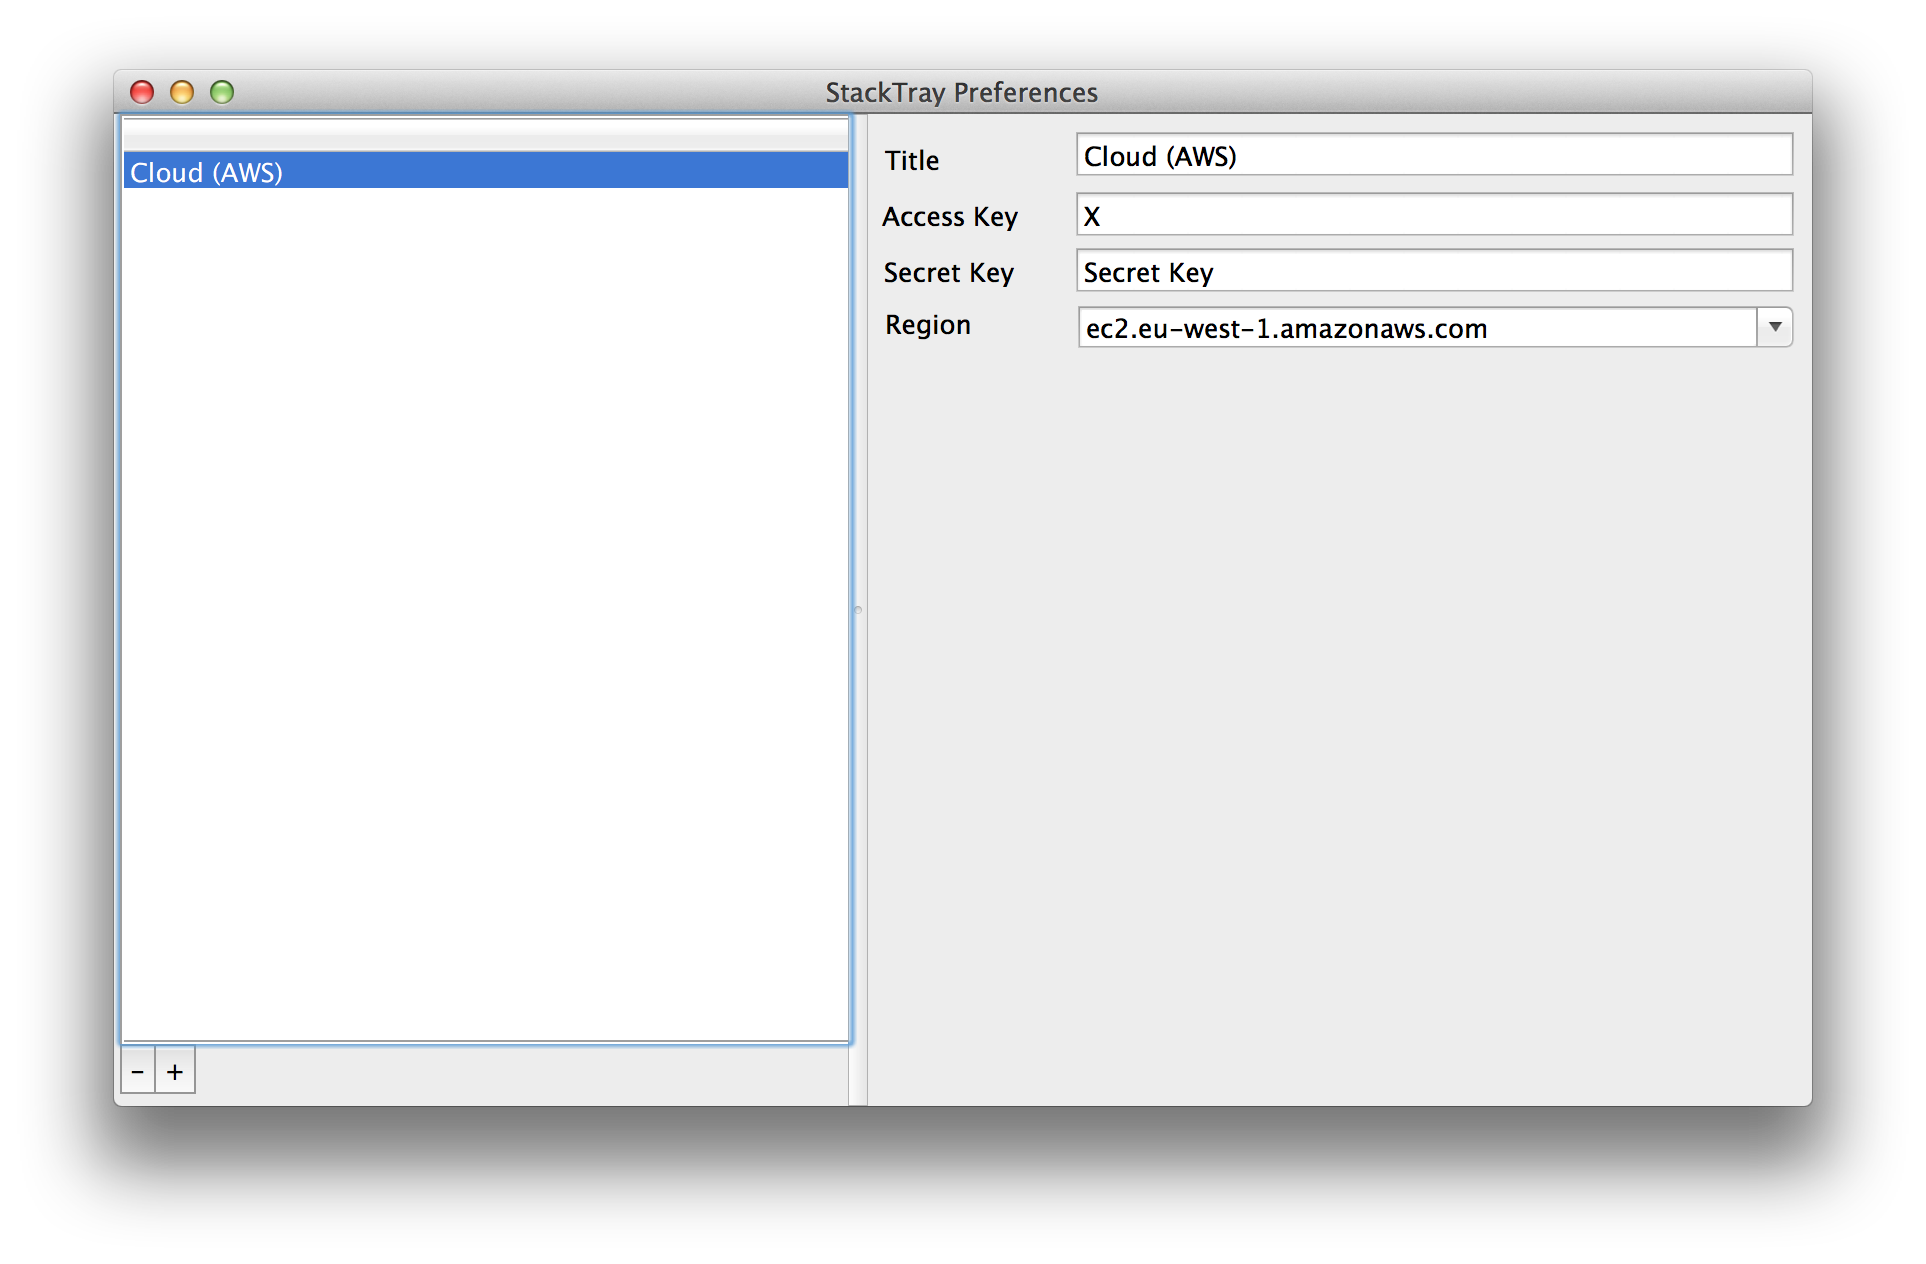 StackTray Preferences
Cloud (AWS)
Title
Cloud (AWS)
Access Key
X
Secret Key
Secret Key
Region
ec2.eu-west-1.amazonaws.com
- +